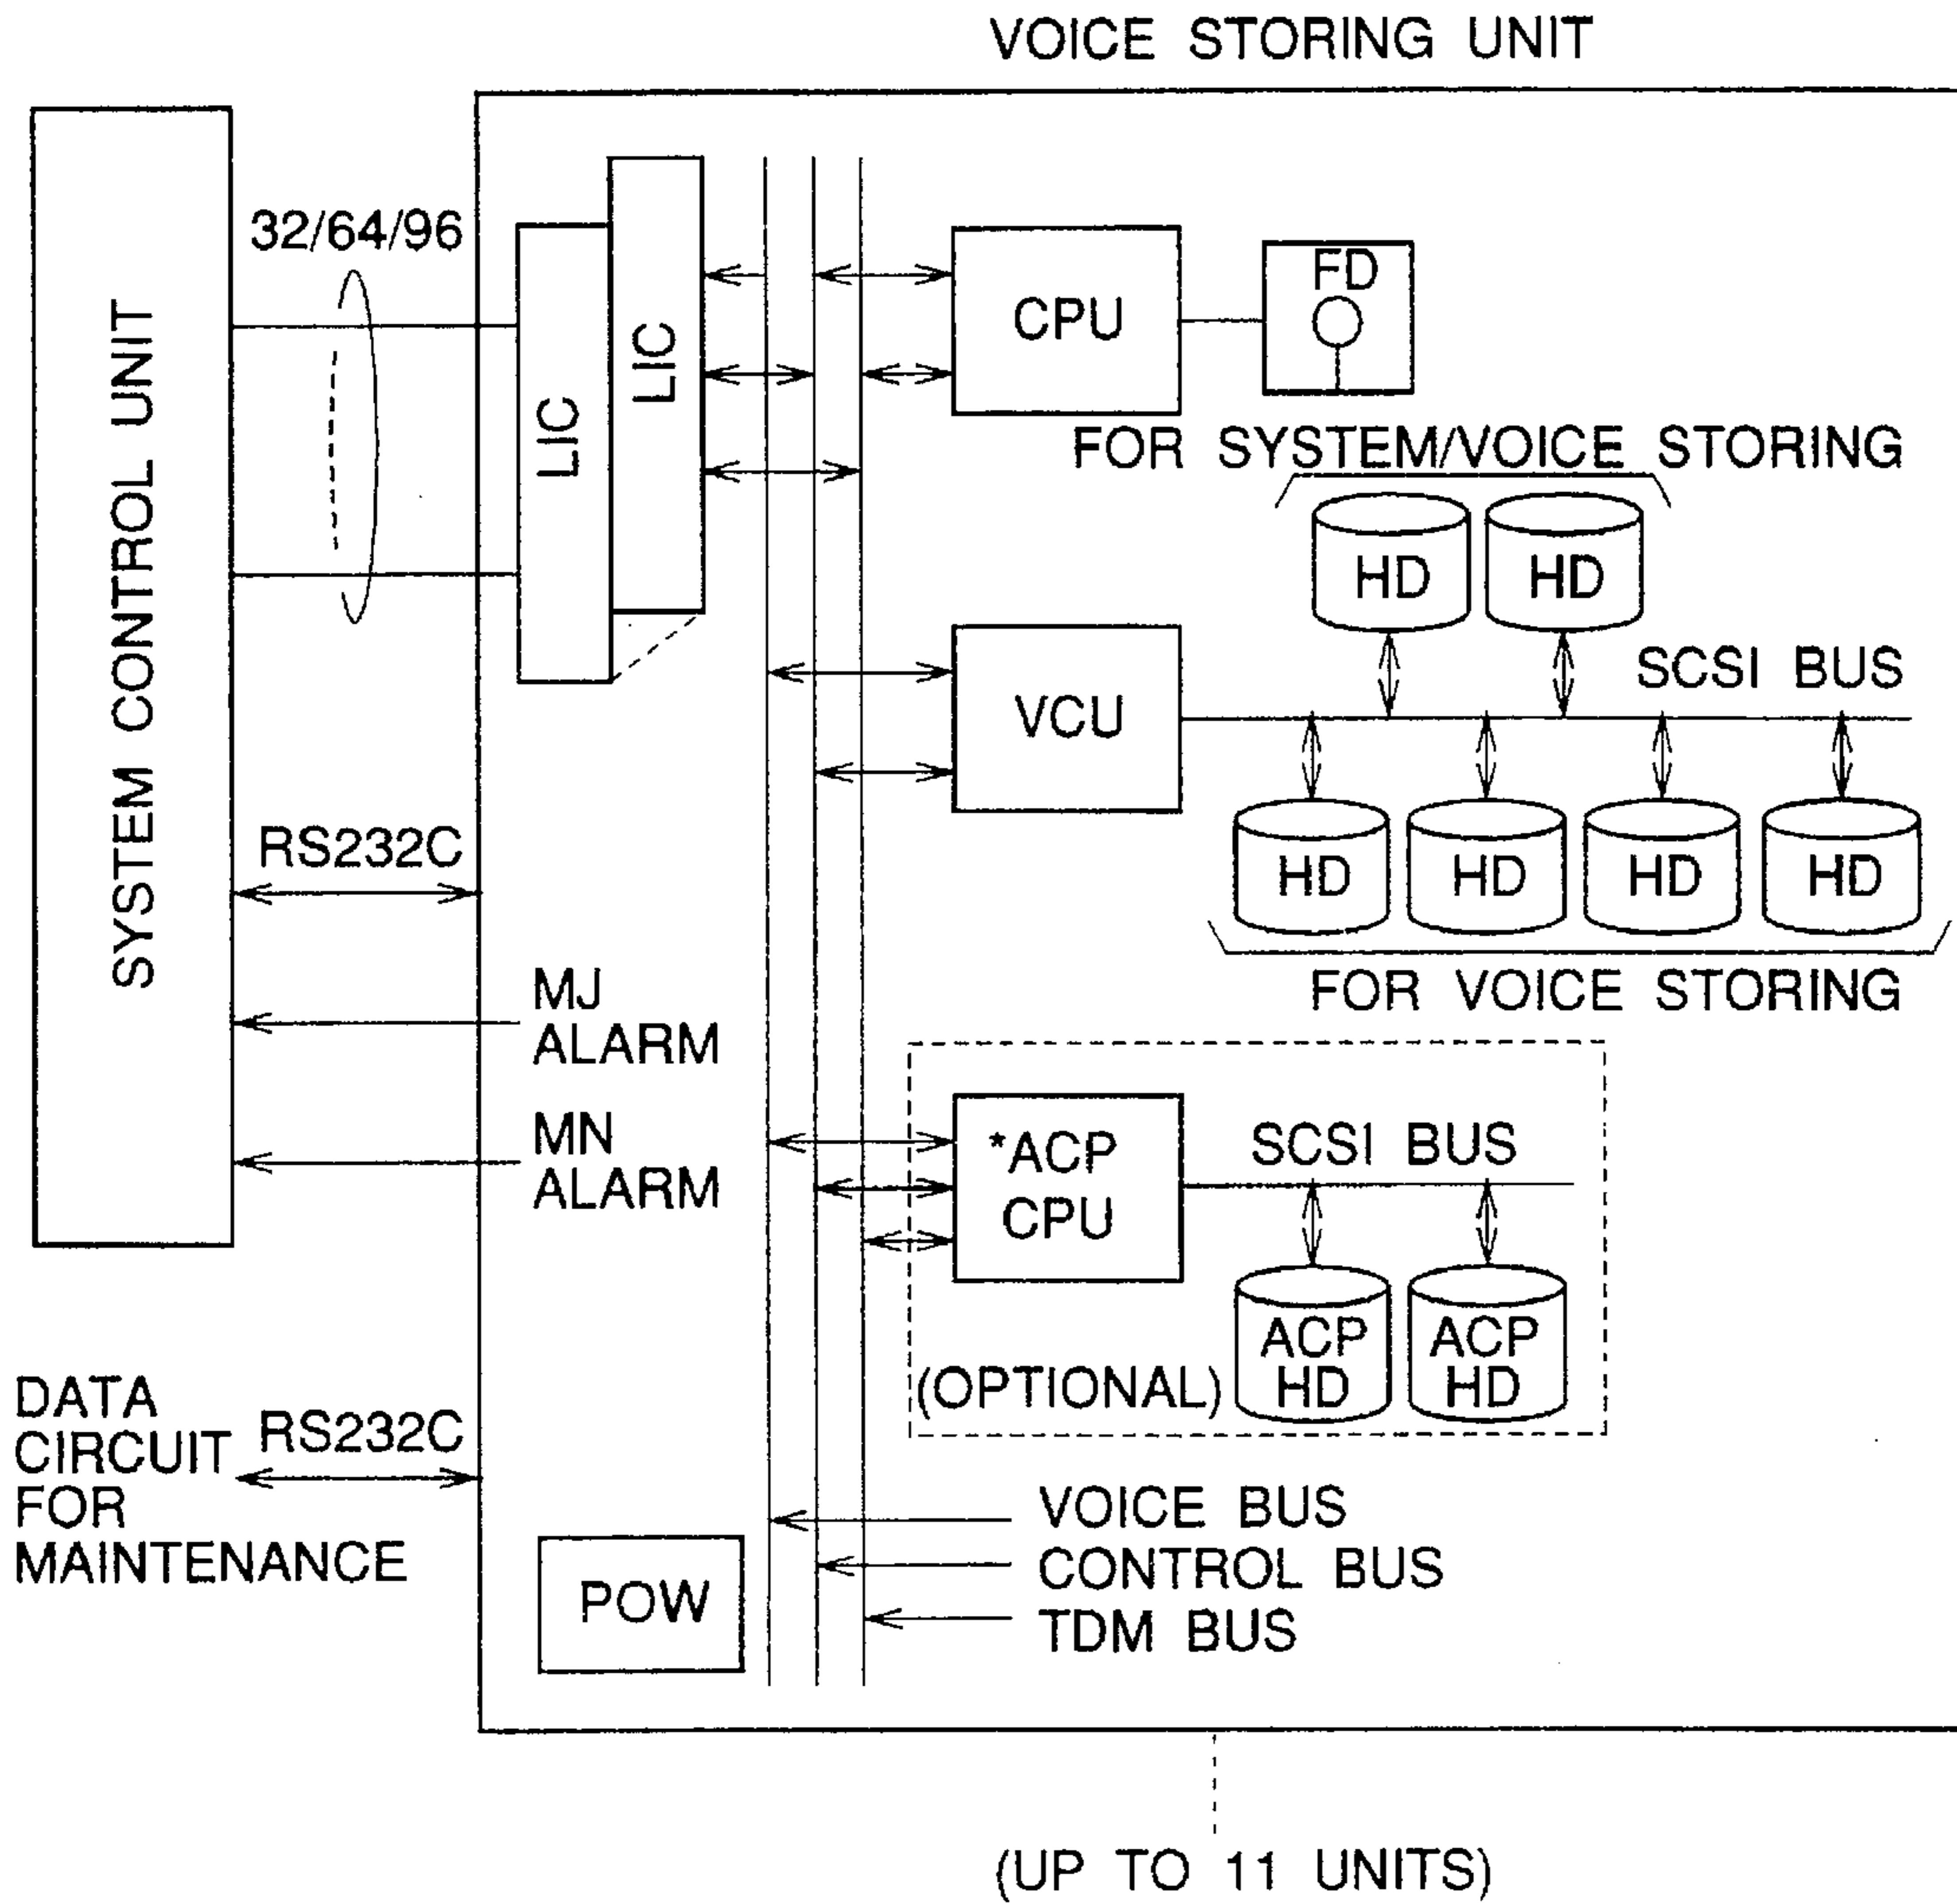 VOICE STORING UNIT
SYSTEM CONTROL UNIT
32/64/96
LIC
LIC
CPU
FD
FOR SYSTEM/VOICE STORING
HD
HD
VCU
SCSI BUS
HD
HD
HD
HD
FOR VOICE STORING
RS232C
MJ
ALARM
MN
ALARM
*ACP
CPU
SCSI BUS
ACP
HD
ACP
HD
(OPTIONAL)
DATA
CIRCUIT
FOR
MAINTENANCE
RS232C
VOICE BUS
CONTROL BUS
TDM BUS
POW
(UP TO 11 UNITS)